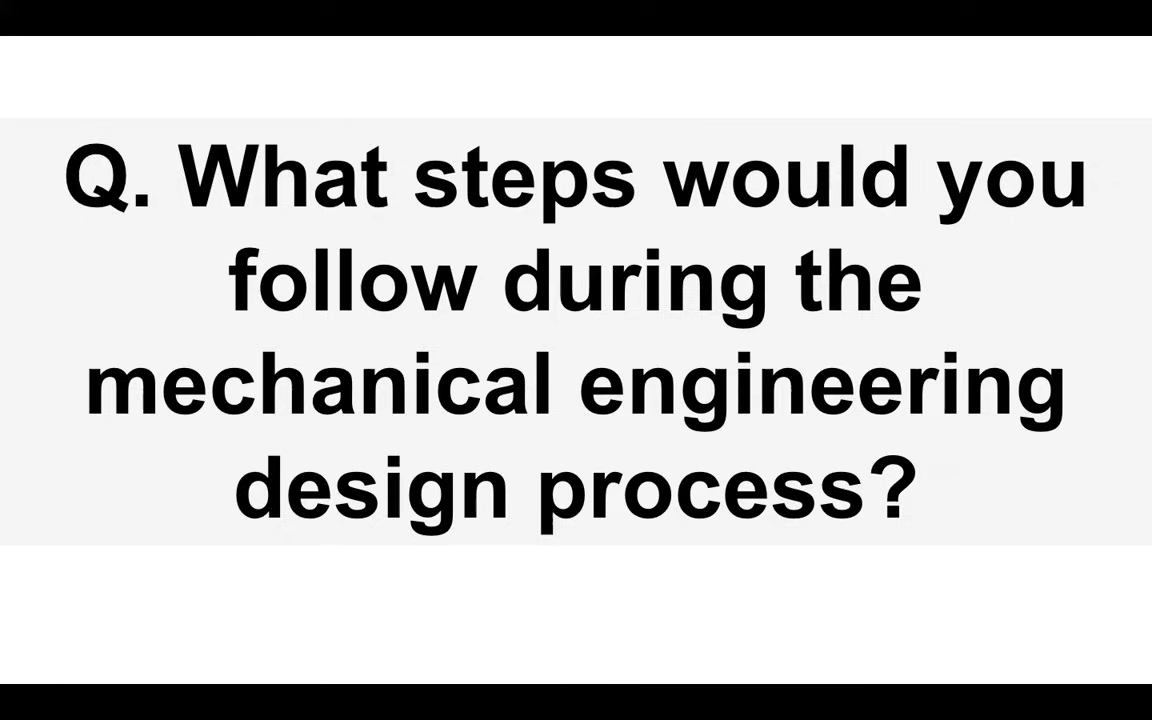 Q. What steps would you
follow during the
mechanical engineering
design process?